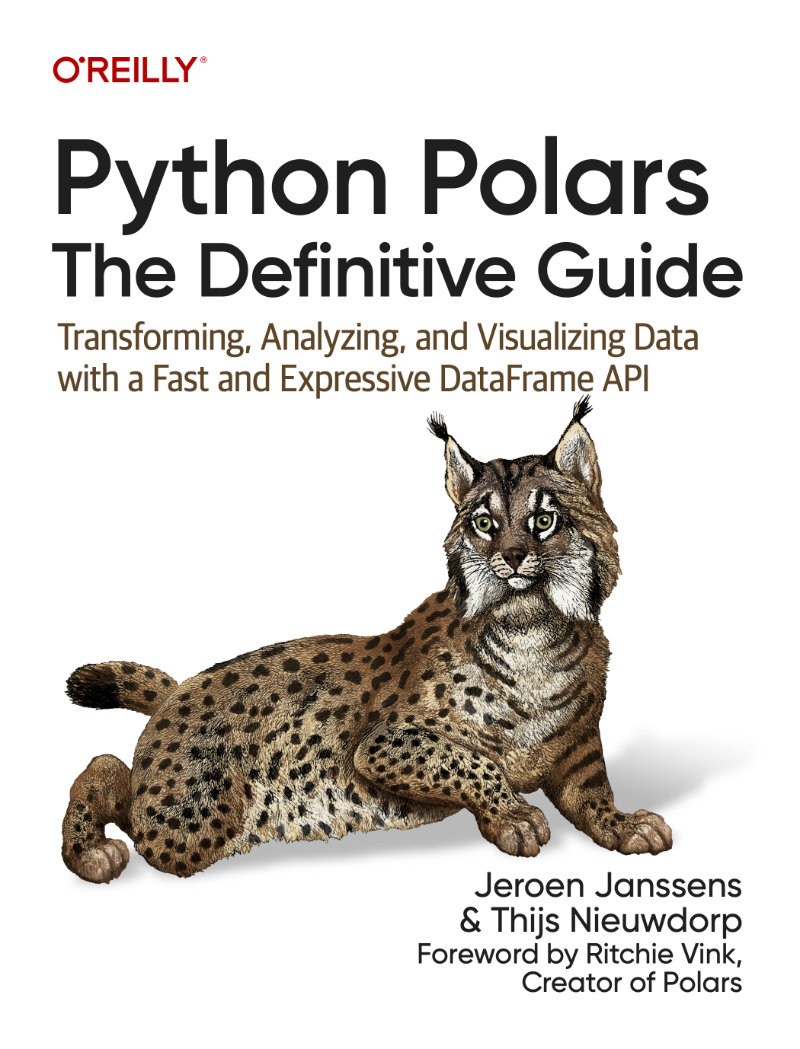 O'REILLY®
Python Polars
The Definitive Guide
Transforming, Analyzing, and Visualizing Data
with a Fast and Expressive DataFrame API
Jeroen Janssens
& Thijs Nieuwdorp
Foreword by Ritchie Vink,
Creator of Polars